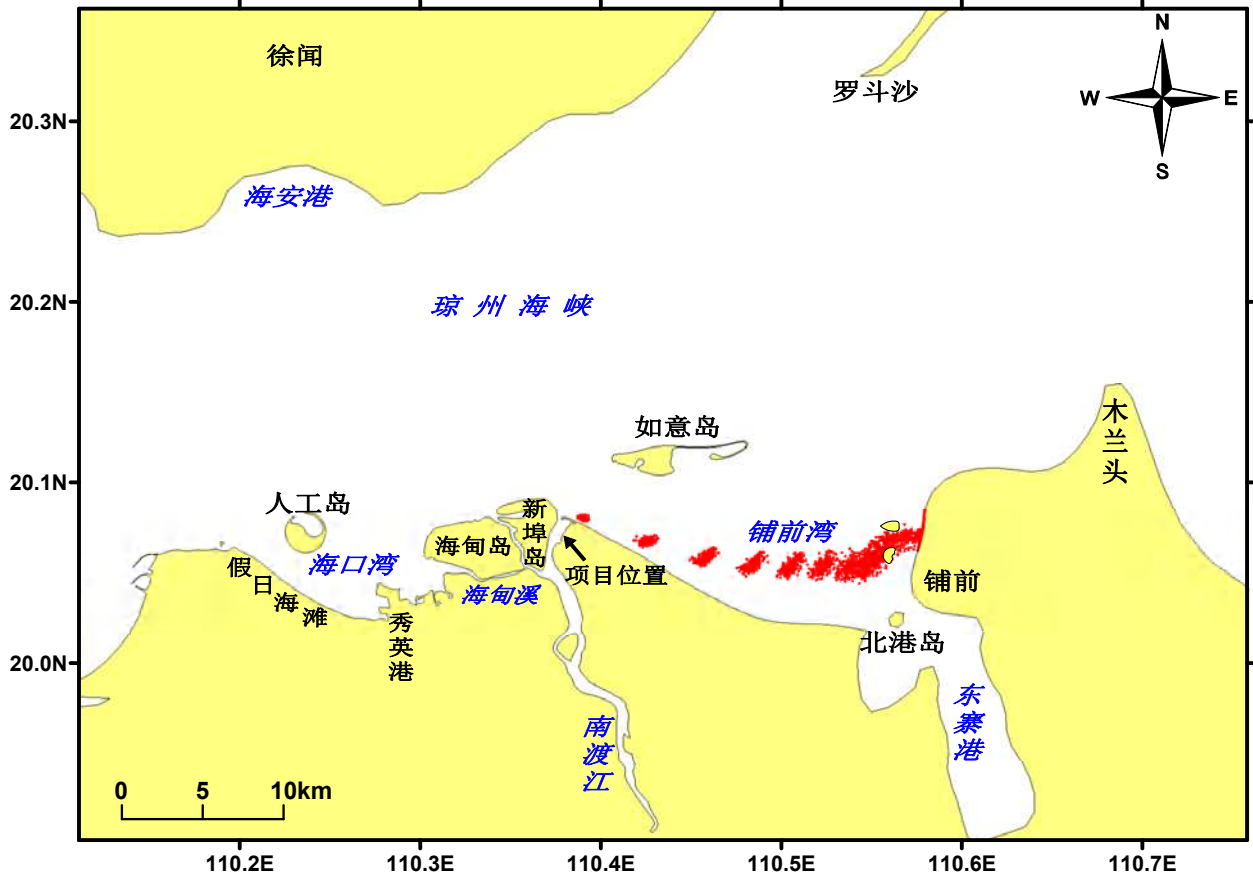 徐闻
罗斗沙
N
W
E
S
20.3N
海安港
20.2N
琼州海峡
如意岛
木兰头
20.1N
人工岛
新埠岛
铺前湾
海甸岛
海口湾
项目位置
铺前
假日海滩
海甸溪
秀英港
北港岛
20.0N
东寨港
南渡江
0 5 10km
110.2E 110.3E 110.4E 110.5E 110.6E 110.7E